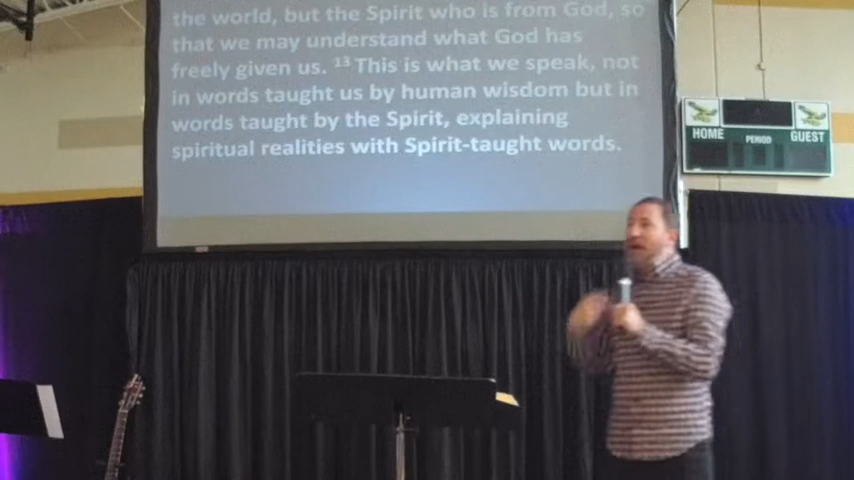 the world, but the Spirit who is from God, so
that we may understand what God has
freely given us. ¹³ This is what we speak, not
in words taught us by human wisdom but in
words taught by the Spirit, explaining
spiritual realities with Spirit-taught words.
HOME
PERIOD
GUEST